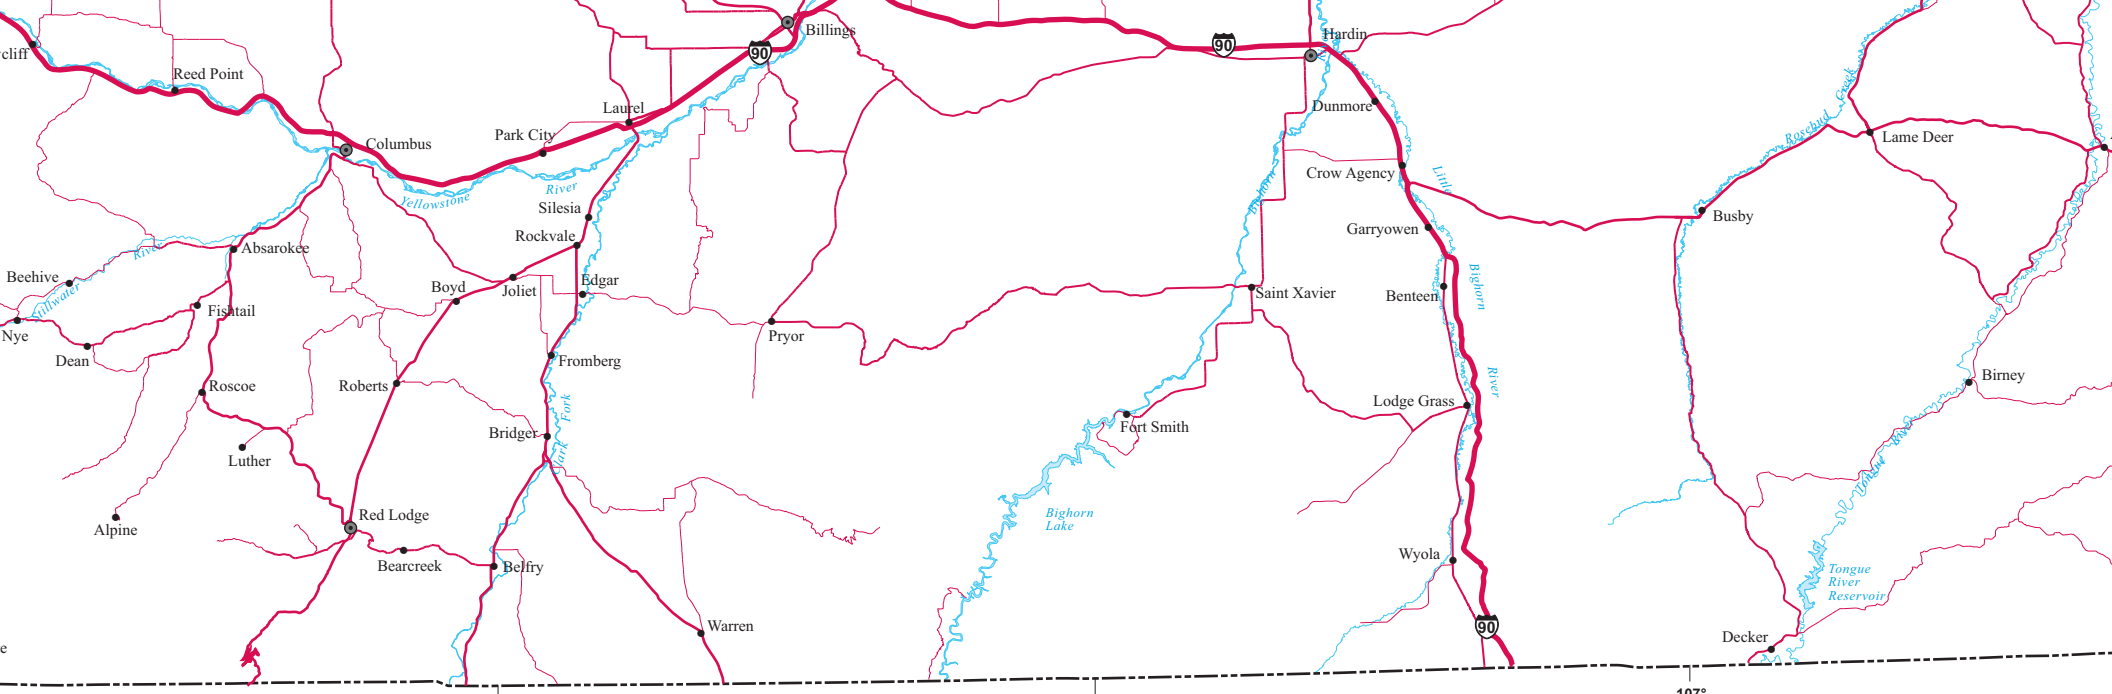 Billings
90
90
Hardin
cliff
Reed Point
Creek
Laurel
Dunmore
Park City
Rosebud
Lame Deer
Columbus
Crow Agency
Little
River
Bighorn
Yellowstone
Silesia
Busby
Rockvale
Garryowen
Absarokee
River
Beehive
Edgar
Bighorn
Boyd
Joliet
Stillwater
Saint Xavier
Benteen
Fishtail
Nye
Pryor
Dean
Fromberg
River
Birney
Roscoe
Roberts
Fork
Lodge Grass
Fort Smith
Bridger
River
Clark
Luther
Tongue
Red Lodge
Bighorn
Lake
Alpine
Wyola
Bearcreek
Belfry
Tongue
River
Reservoir
Warren
90
Decker
e
107°